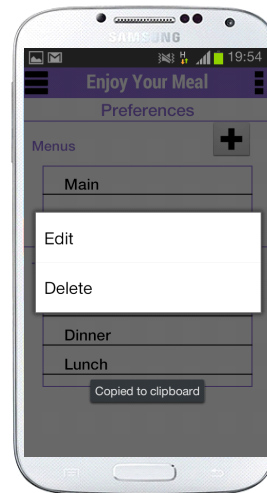 SAMSUNG
19:54
Enjoy Your Meal
Preferences
Menus
Main
Edit
Delete
Dinner
Lunch
Copied to clipboard